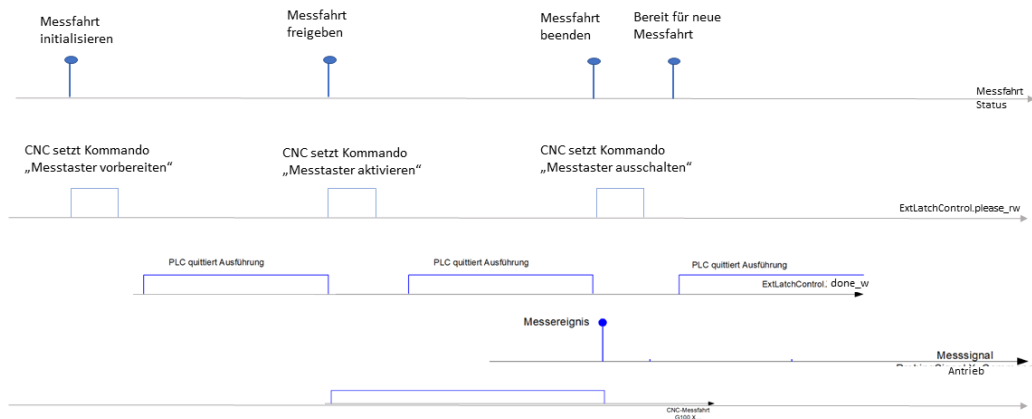 Messfahrt
initialisieren
Messfahrt
freigeben
Messfahrt
beenden
Bereit für neue
Messfahrt
Messfahrt
Status
CNC setzt Kommando
„Messtaster vorbereiten“
CNC setzt Kommando
„Messtaster aktivieren“
CNC setzt Kommando
„Messtaster ausschalten“
ExtLatchControl.please_rw
PLC quittiert Ausführung
PLC quittiert Ausführung
PLC quittiert Ausführung
ExtLatchControl. done_w
Messereignis
Messsignal
Antrieb
CNC-Messfahrt
G100 X